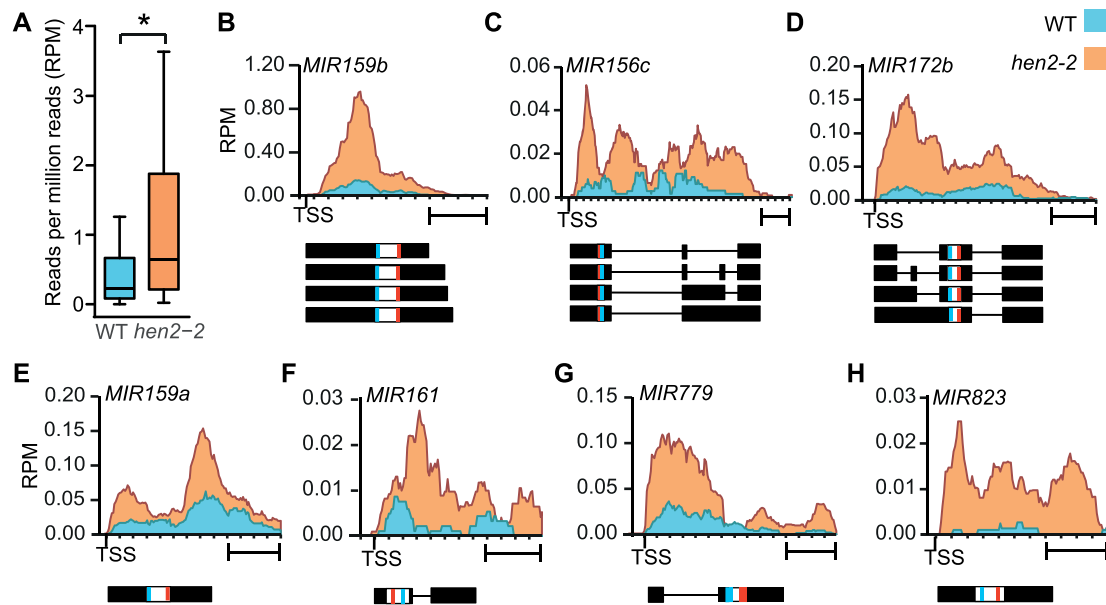 A
B
C
D
WT
hen2-2
*
Reads per million reads (RPM)
4
3
2
1
0
WT hen2−2
MIR159b
RPM
1.20
0.80
0.40
0.00
TSS
MIR156c
0.06
0.04
0.02
0.00
TSS
MIR172b
0.20
0.15
0.10
0.05
0.00
TSS
E
F
G
H
MIR159a
RPM
0.20
0.15
0.10
0.05
0.00
TSS
MIR161
0.03
0.02
0.01
0.00
TSS
MIR779
0.15
0.10
0.05
0.00
TSS
MIR823
0.03
0.02
0.01
0.00
TSS